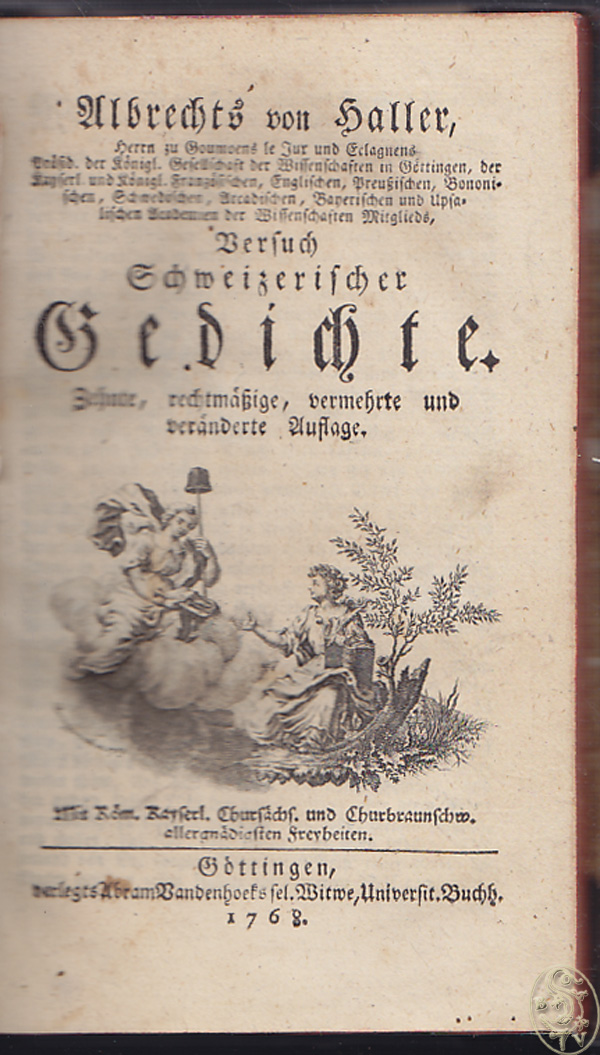 Albrechts von Haller,
Herrn zu Goumoens le Jux und Eclagnens
Präsid. der Königl. Gesellschaft der Wissenschaften in Göttingen, der
Kayserl und Königl. Französischen, Englischen, Preußischen, Bononi-
schen, Schwedischen, Arcadischen, Bayerischen und Upsa-
lischen Academien der Wissenschaften Mitglieds,
Versuch
Schweizerischer
Gedichte.
Zehnte, rechtmäßige, vermehrte und
veränderte Auflage.
Mit Röm. Kayserl. Chursächs. und Churbraunschw.
allergnädigsten Freyheiten.
Göttingen,
verlegts Abram Vandenhoeks sel. Witwe, Universit. Buchh.
1768.